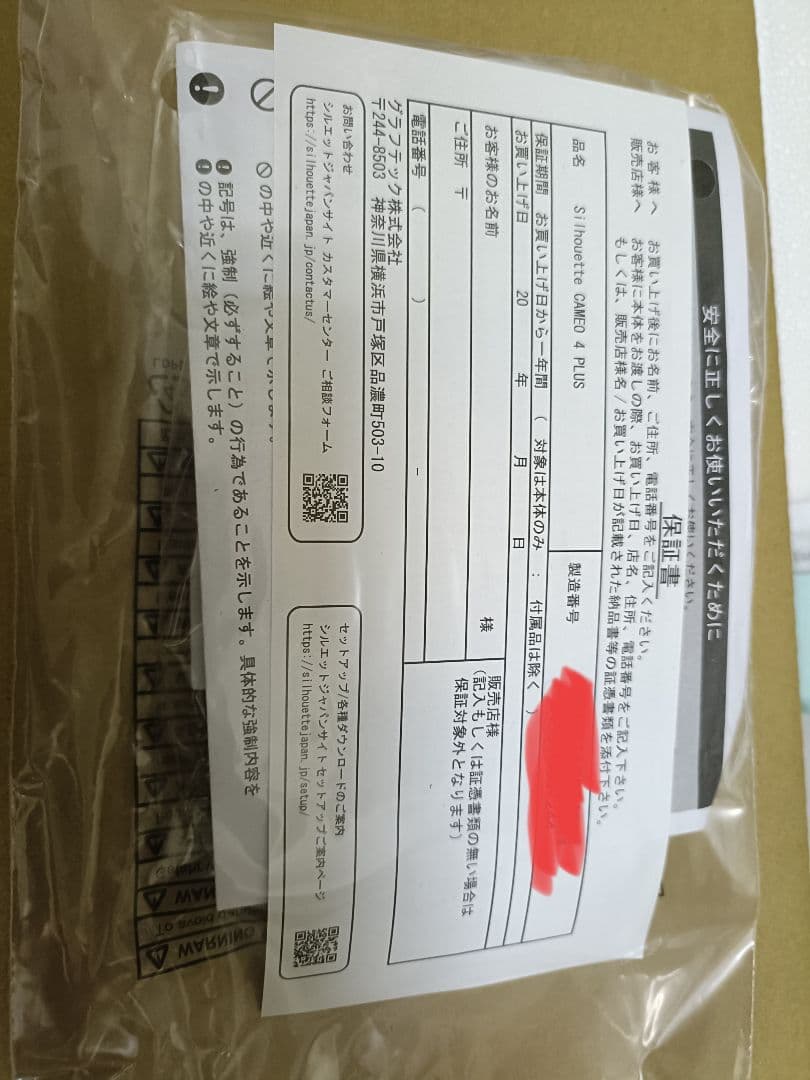 安全に正しくお使いいただくために
保証書
お客様へ　お買い上げ後にお名前、ご住所、電話番号をご記入ください。
販売店様へ　お客様に本体をお渡しの際、お買い上げ日、店名、住所、電話番号をご記入下さい。
もしくは、販売店様名/お買い上げ日が記載された納品書等の証憑書類を添付下さい。
品名　Silhouette CAMEO 4 PLUS　製造番号
保証期間　お買い上げ日から一年間　(　対象は本体のみ　:　付属品は除く　)
お買い上げ日　20　年　月　日
お客様のお名前　様
ご住所　〒
電話番号　(　)　-
販売店様
(記入もしくは証憑書類の無い場合は
保証対象外となります)
グラフテック株式会社
〒244-8503　神奈川県横浜市戸塚区品濃町503-10
お問い合わせ
シルエットジャパンサイト カスタマーセンター ご相談フォーム
https://silhouettejapan.jp/contactus/
セットアップ/各種ダウンロードのご案内
シルエットジャパンサイト セットアップご案内ページ
https://silhouettejapan.jp/setup/
の中や近くに絵や文章で示します。
記号は、強制(必ずすること)の行為であることを示します。具体的な強制内容を
の中や近くに絵や文章で示します。
WARNING